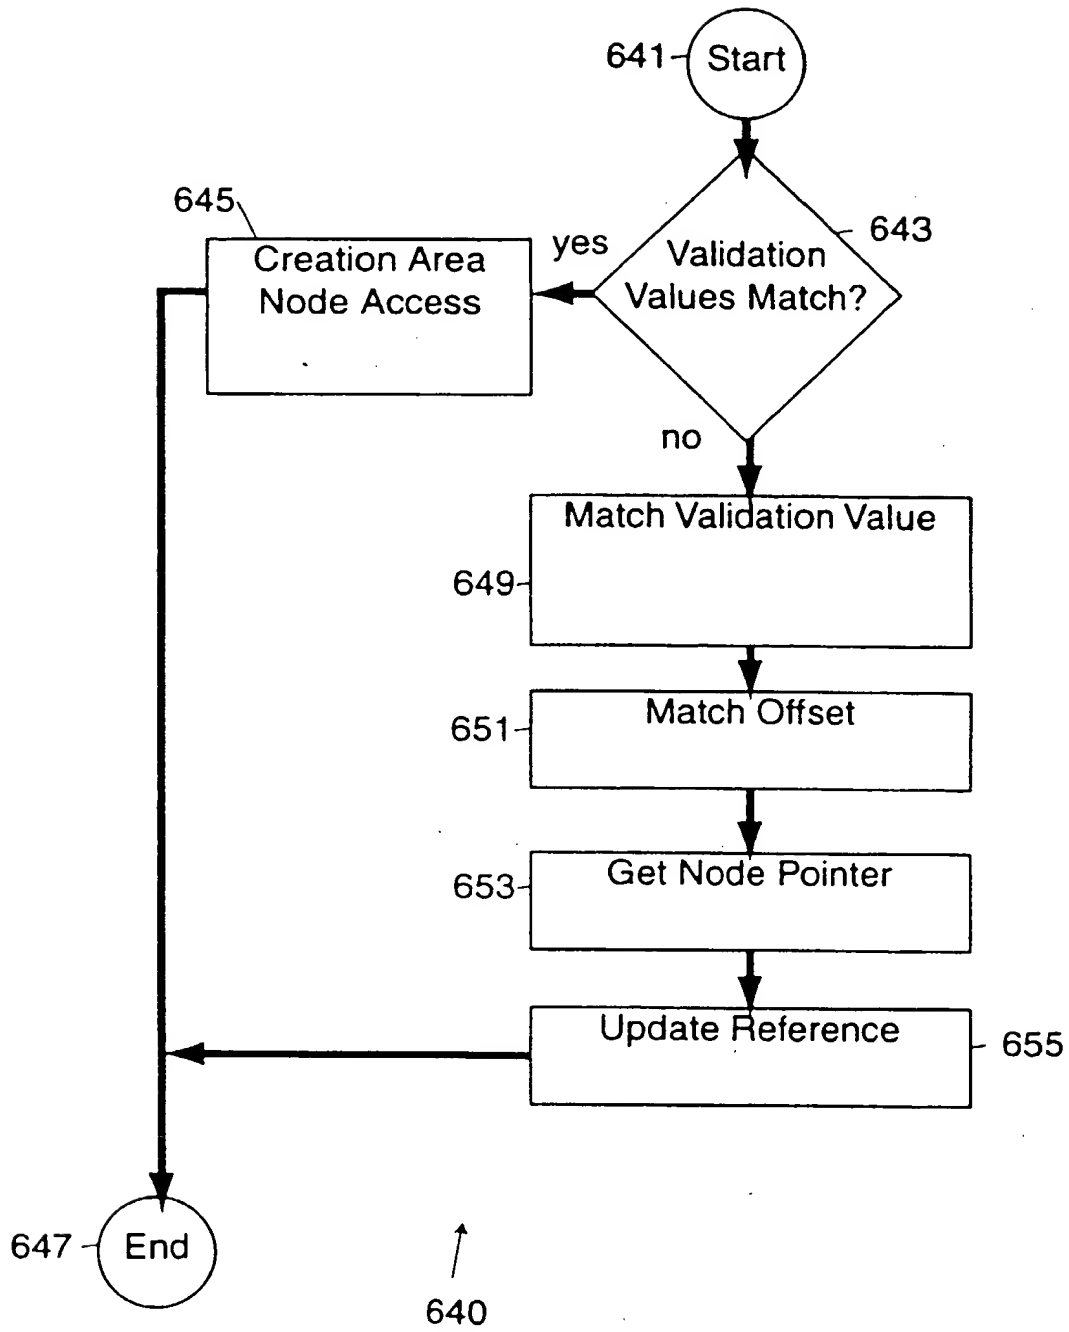 641
Start
645
643
yes
Creation Area
Node Access
Validation
Values Match?
no
Match Validation Value
649
Match Offset
651
Get Node Pointer
653
Update Reference
655
647
End
640